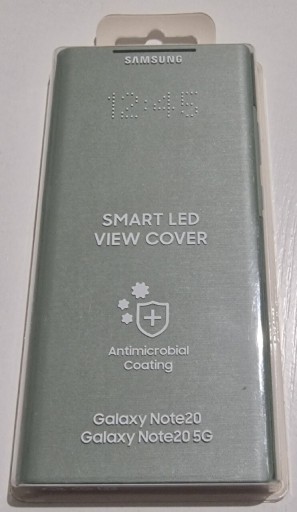 SAMSUNG
12:45
SMART LED
VIEW COVER
Antimicrobial
Coating
Galaxy Note20
Galaxy Note20 5G